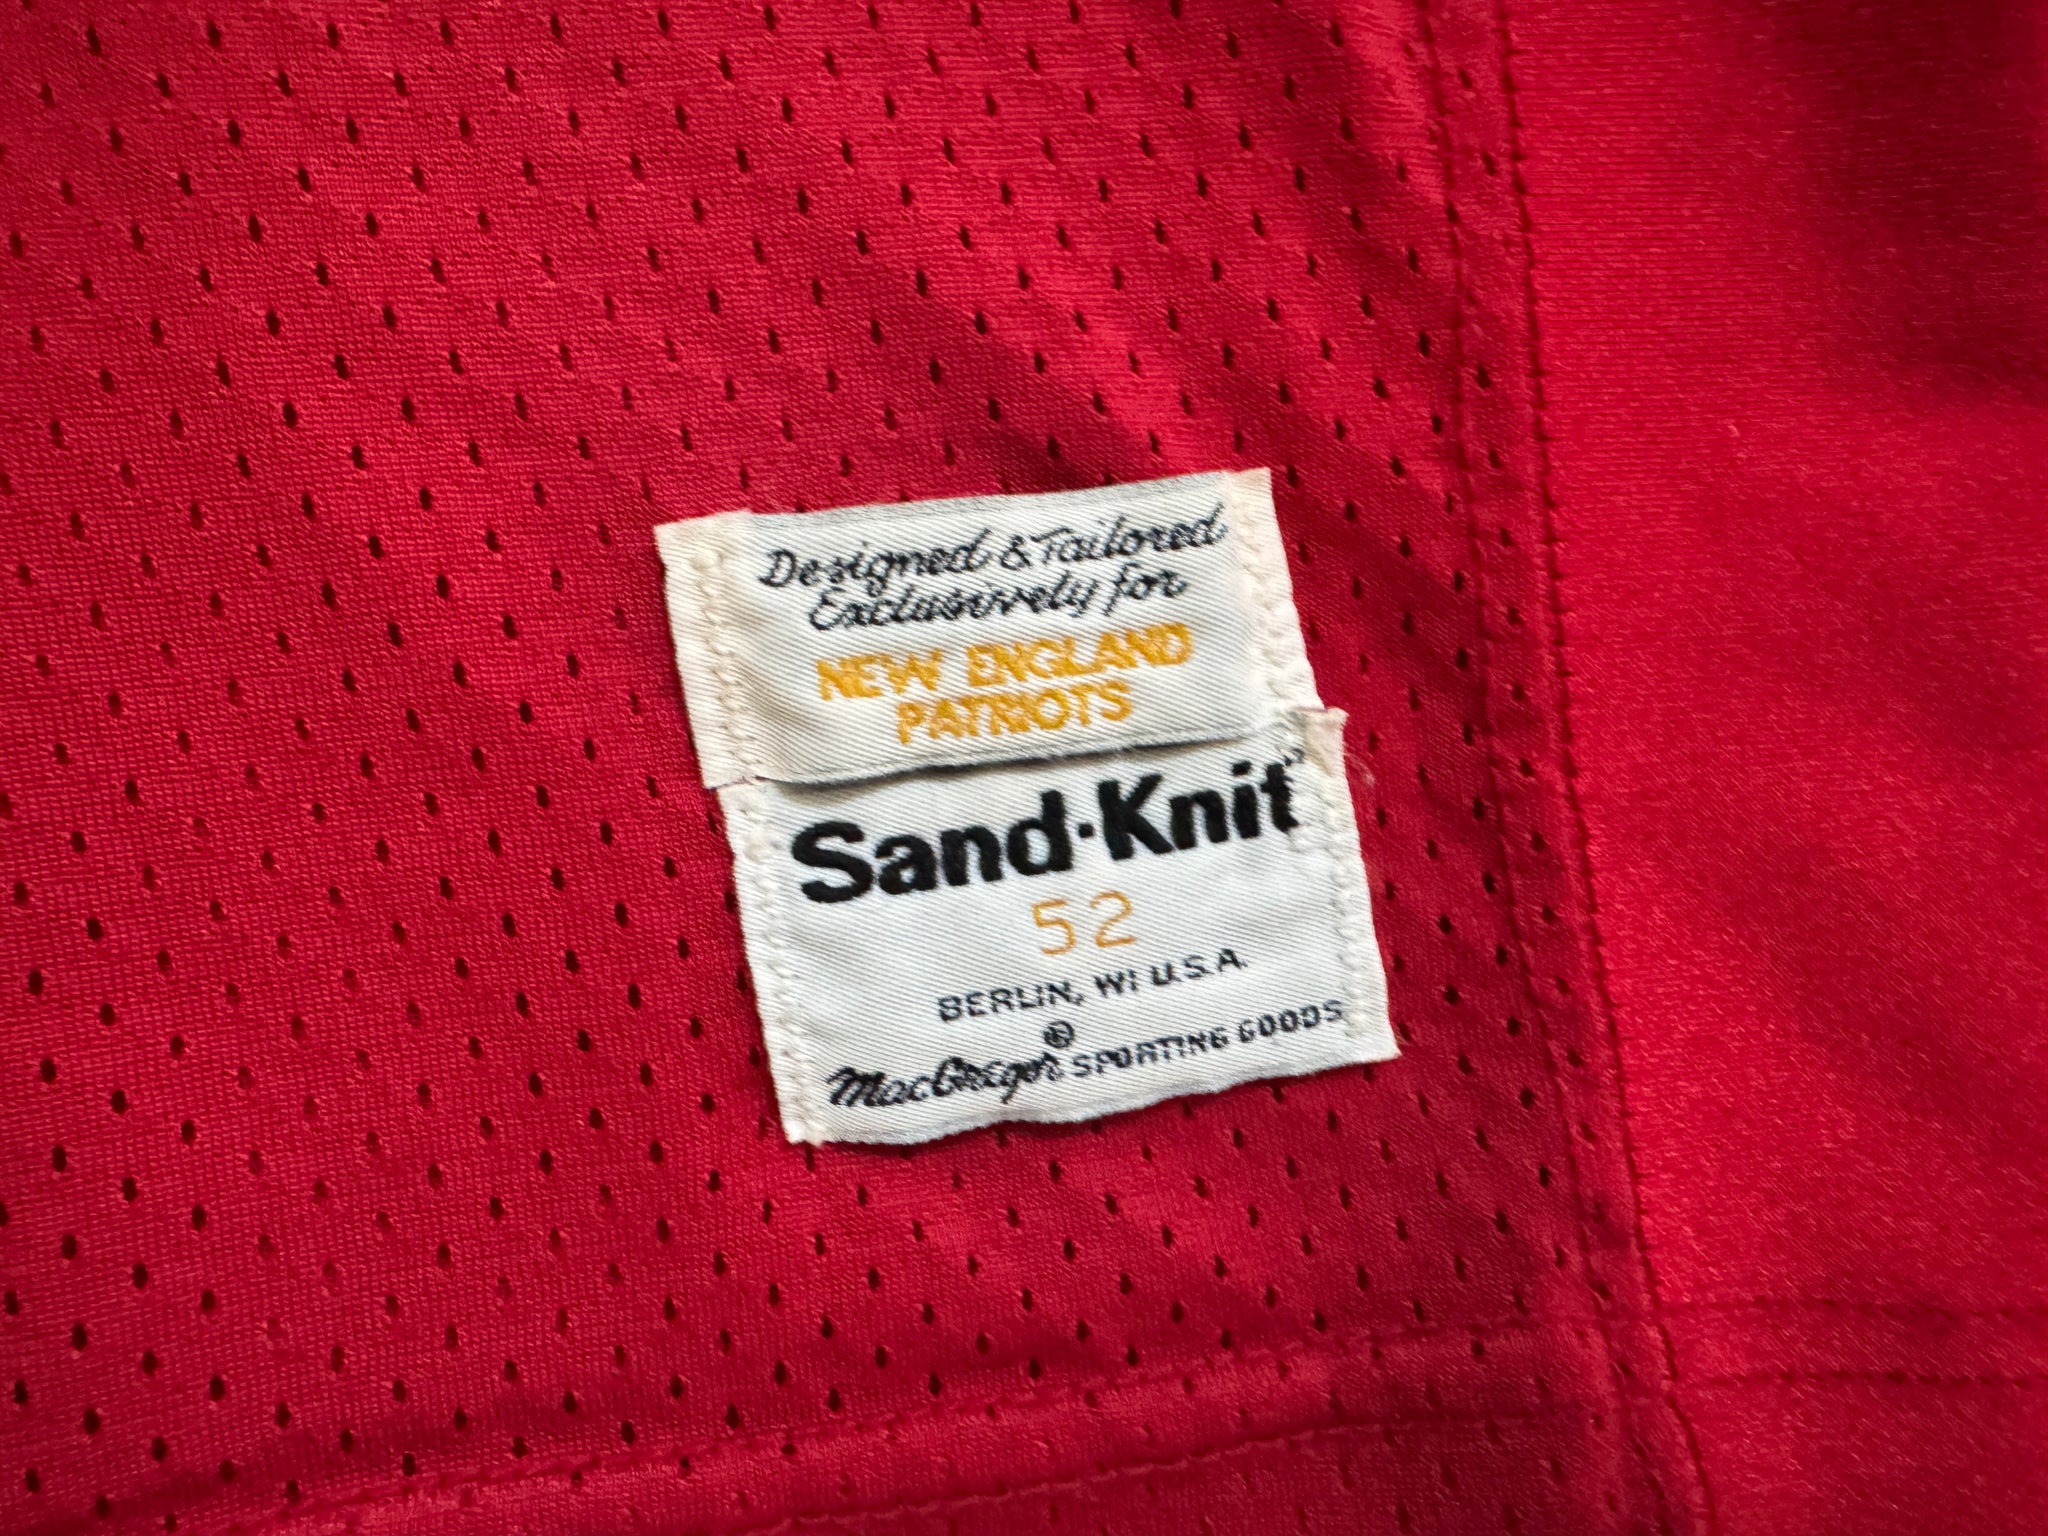 Designed & Tailored
Exclusively for
NEW ENGLAND
PATRIOTS
Sand·Knit
52
BERLIN, WI U.S.A.
®
MacGregor SPORTING GOODS